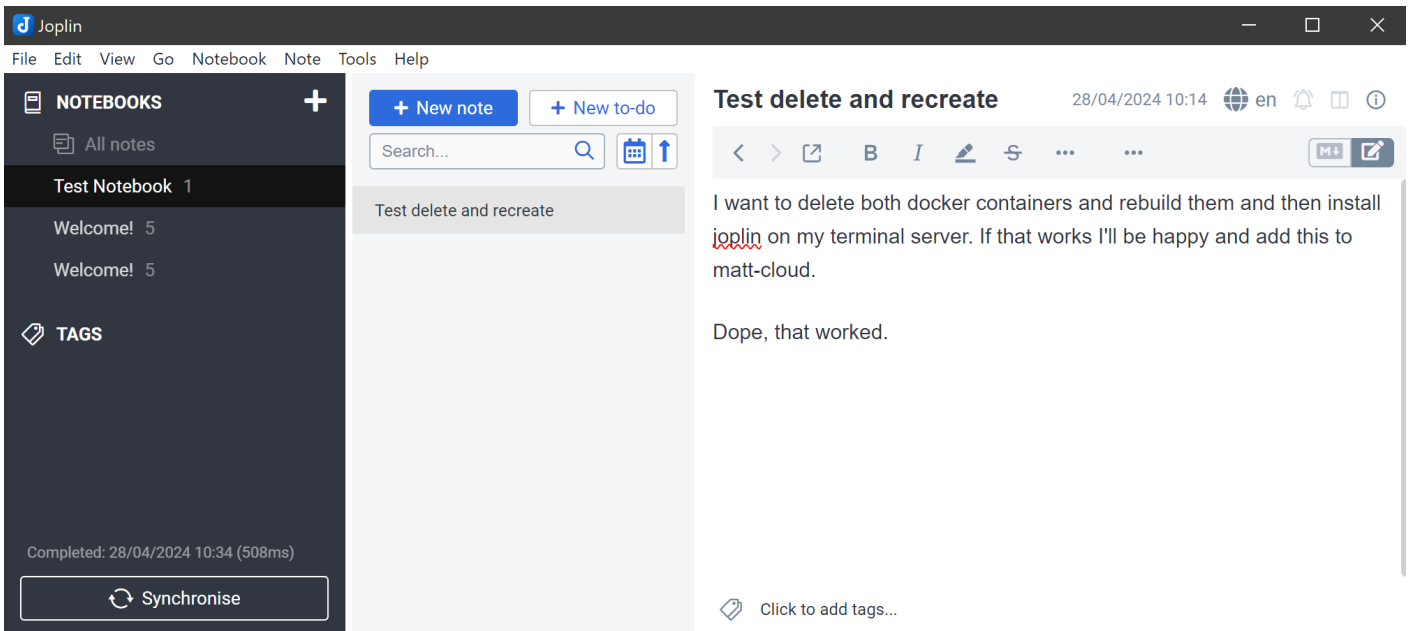 Joplin
File Edit View Go Notebook Note Tools Help
NOTEBOOKS
All notes
Test Notebook 1
Welcome! 5
Welcome! 5
TAGS
Completed: 28/04/2024 10:34 (508ms)
Synchronise
New note
New to-do
Search...
Test delete and recreate
Test delete and recreate
28/04/2024 10:14 en
B I S
M
I want to delete both docker containers and rebuild them and then install
joplin on my terminal server. If that works I'll be happy and add this to
matt-cloud.
Dope, that worked.
Click to add tags...